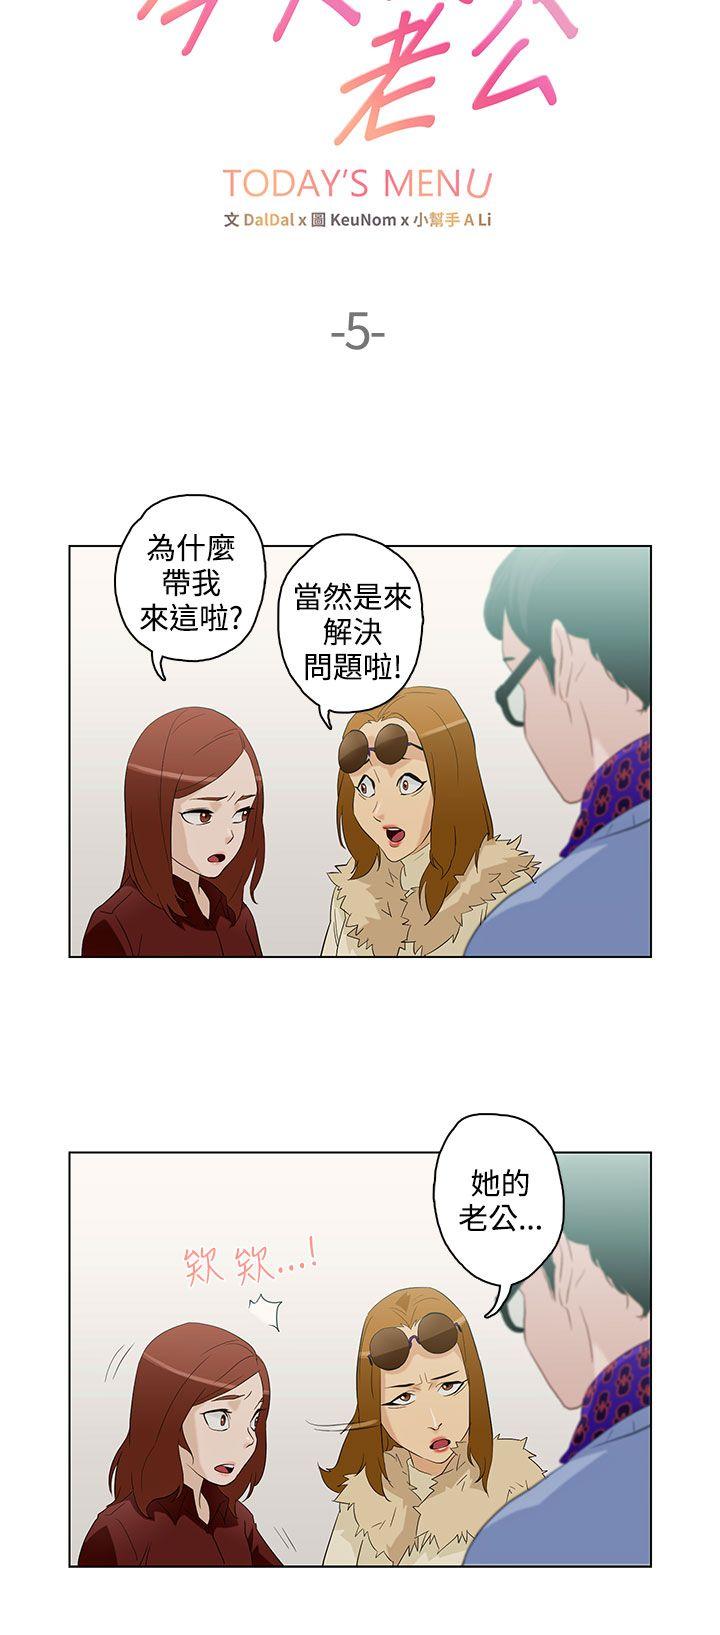 老公
TODAY'S MENU
文 DalDal x 圖 KeuNom x 小幫手 A Li
-5-
為什麼
帶我
來這啦?
當然是來
解決
問題啦!
她的
老公...
欸 欸...!